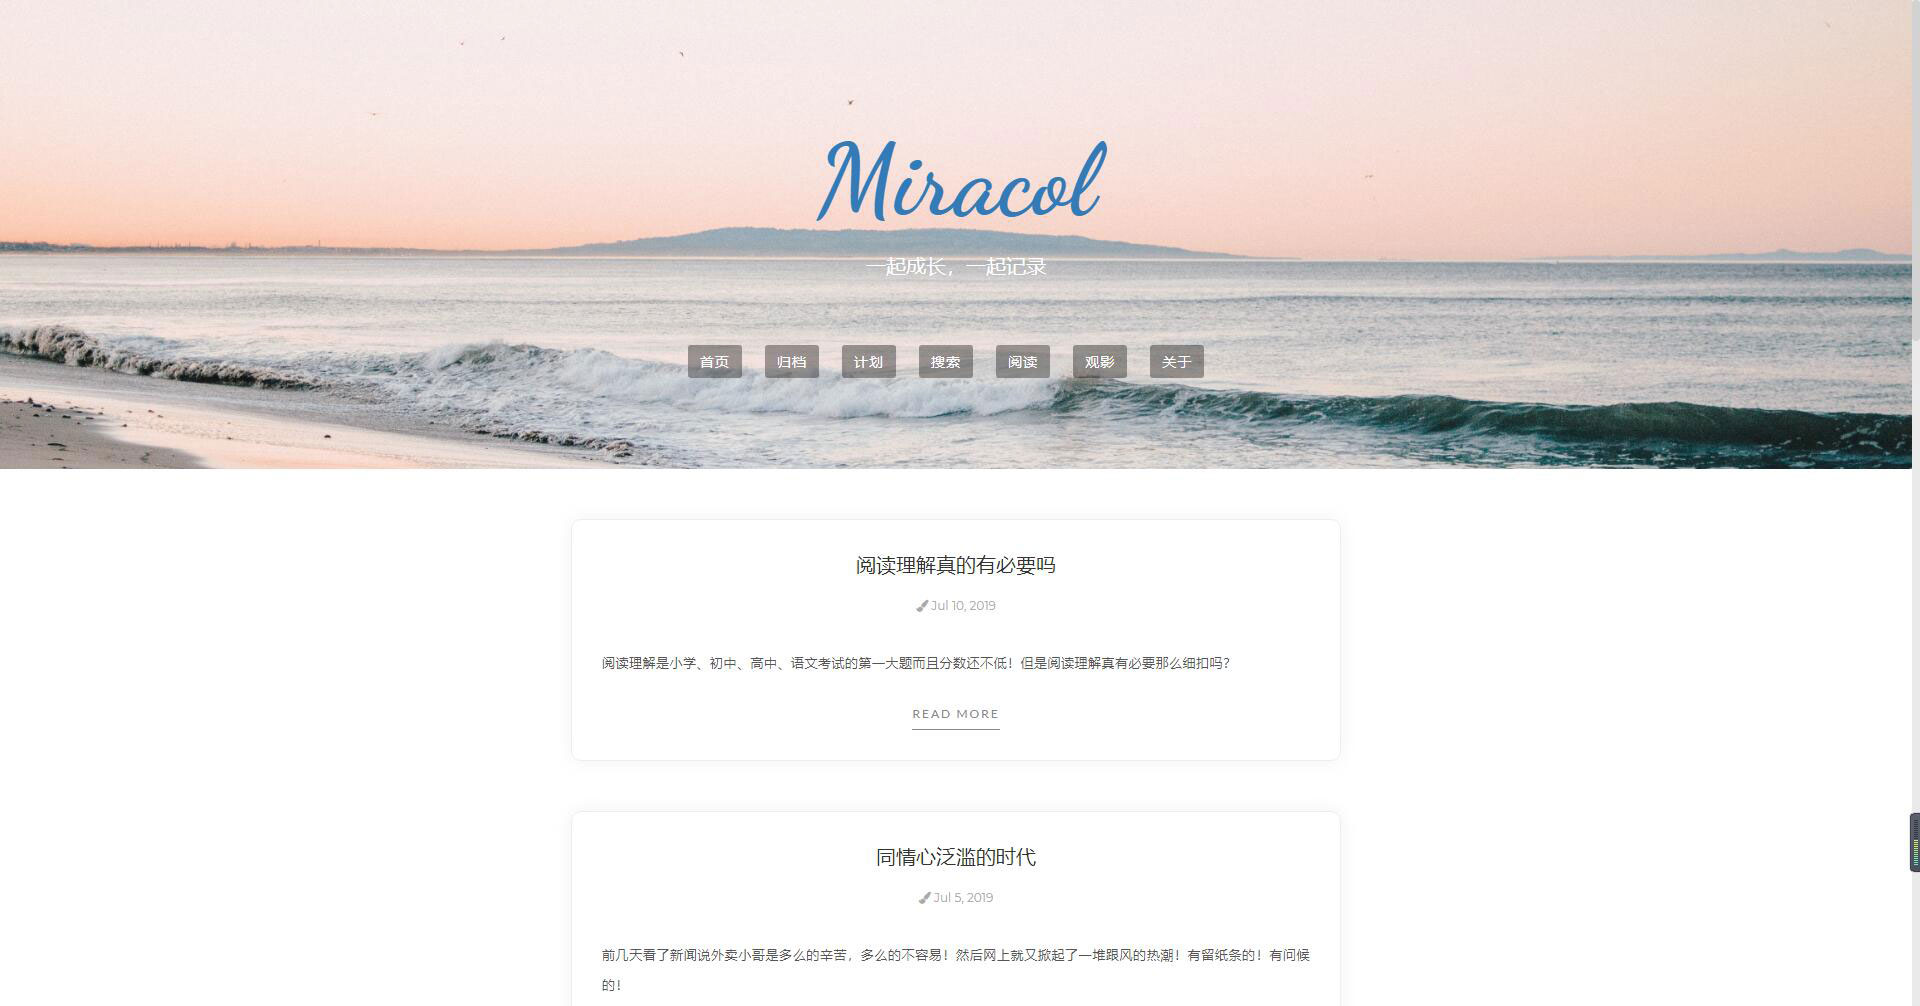 Miracol
一起成长，一起记录
首页 归档 计划 搜索 阅读 观影 关于
阅读理解真的有必要吗
Jul 10, 2019
阅读理解是小学、初中、高中、语文考试的第一大题而且分数还不低！但是阅读理解真有必要那么细扣吗？
READ MORE
同情心泛滥的时代
Jul 5, 2019
前几天看了新闻说外卖小哥是多么的辛苦，多么的不容易！然后网上就又掀起了一堆跟风的热潮！有留纸条的！有问候
的！